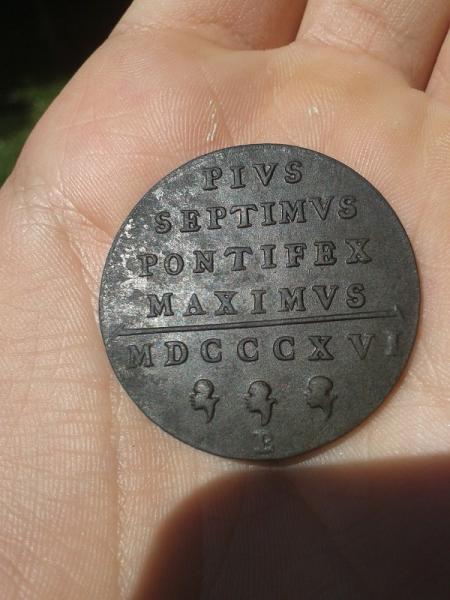 PIVS
SEPTIMVS
PONTIFEX
MAXIMVS
MDCCCXVI
B